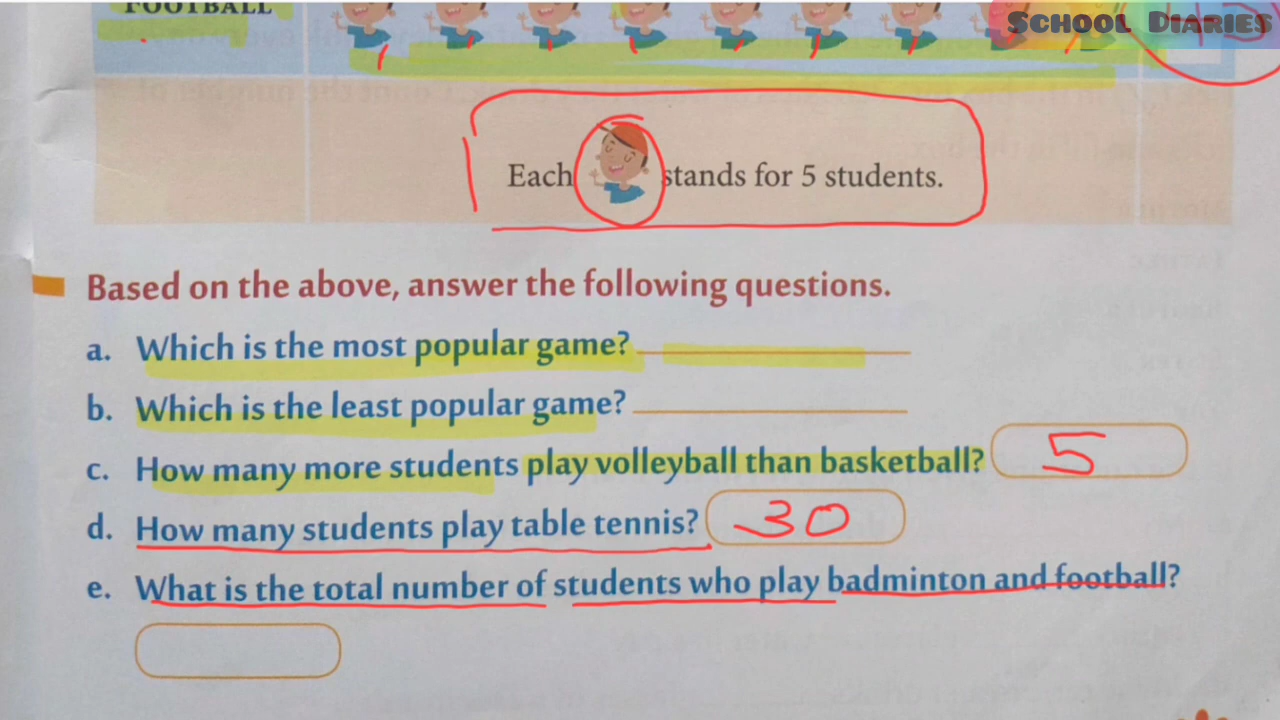 FOOTBALL
SCHOOL DIARIES
45
Each stands for 5 students.
Based on the above, answer the following questions.
a. Which is the most popular game?
b. Which is the least popular game?
c. How many more students play volleyball than basketball? 5
d. How many students play table tennis? 30
e. What is the total number of students who play badminton and football?